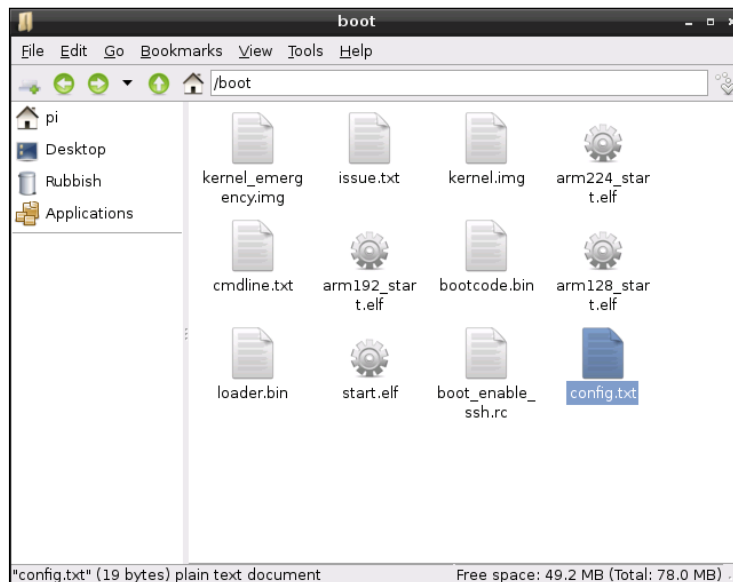 boot
File Edit Go Bookmarks View Tools Help
/boot
pi
Desktop
Rubbish
Applications
kernel_emerg
ency.img
issue.txt
kernel.img
arm224_star
t.elf
cmdline.txt
arm192_star
t.elf
bootcode.bin
arm128_star
t.elf
loader.bin
start.elf
boot_enable_
ssh.rc
config.txt
"config.txt" (19 bytes) plain text document
Free space: 49.2 MB (Total: 78.0 MB)